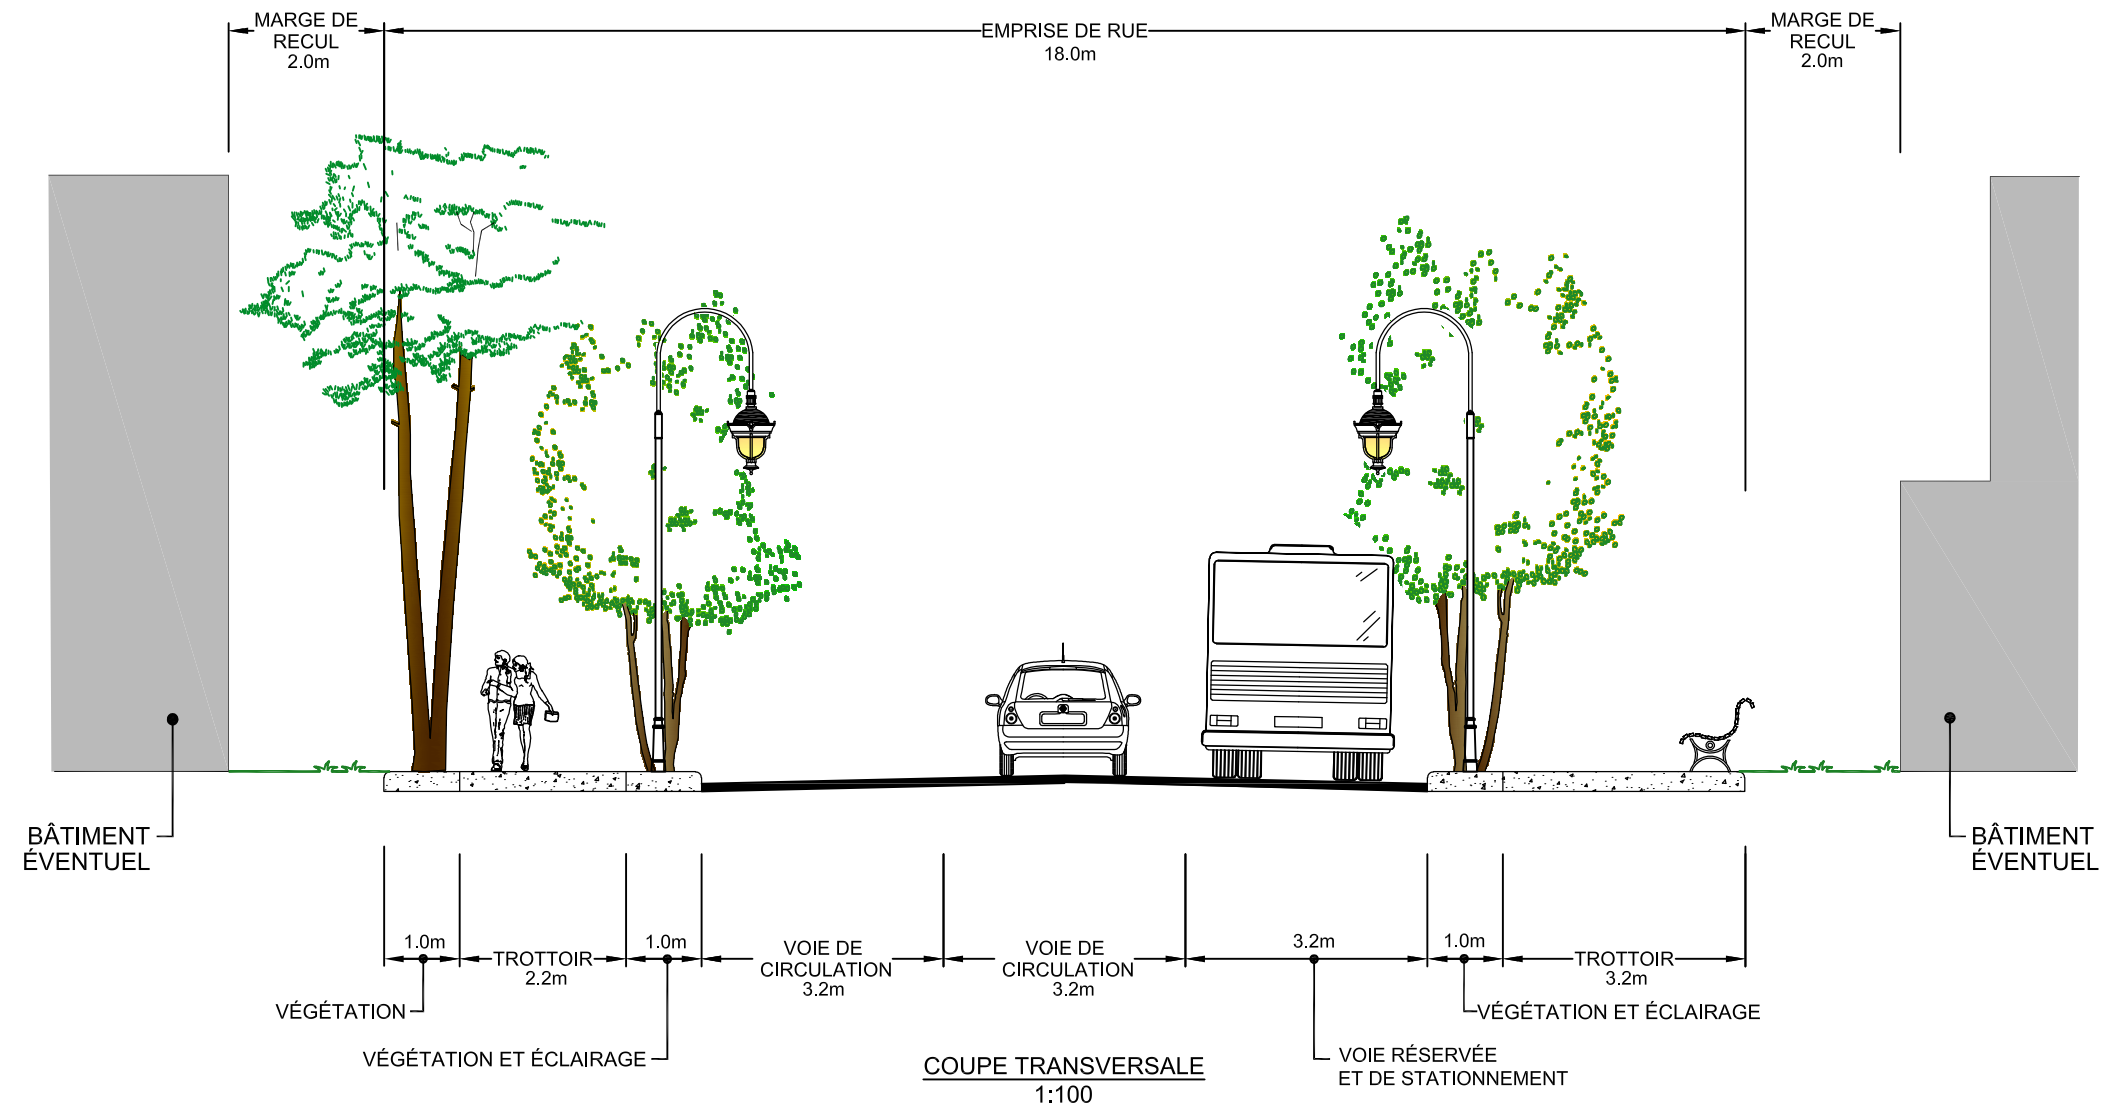 MARGE DE
RECUL
2.0m
EMPRISE DE RUE
18.0m
MARGE DE
RECUL
2.0m
BÂTIMENT
ÉVENTUEL
BÂTIMENT
ÉVENTUEL
1.0m
TROTTOIR
2.2m
1.0m
VOIE DE
CIRCULATION
3.2m
VOIE DE
CIRCULATION
3.2m
3.2m
1.0m
TROTTOIR
3.2m
VÉGÉTATION
VÉGÉTATION ET ÉCLAIRAGE
VÉGÉTATION ET ÉCLAIRAGE
VOIE RÉSERVÉE
ET DE STATIONNEMENT
COUPE TRANSVERSALE
1:100